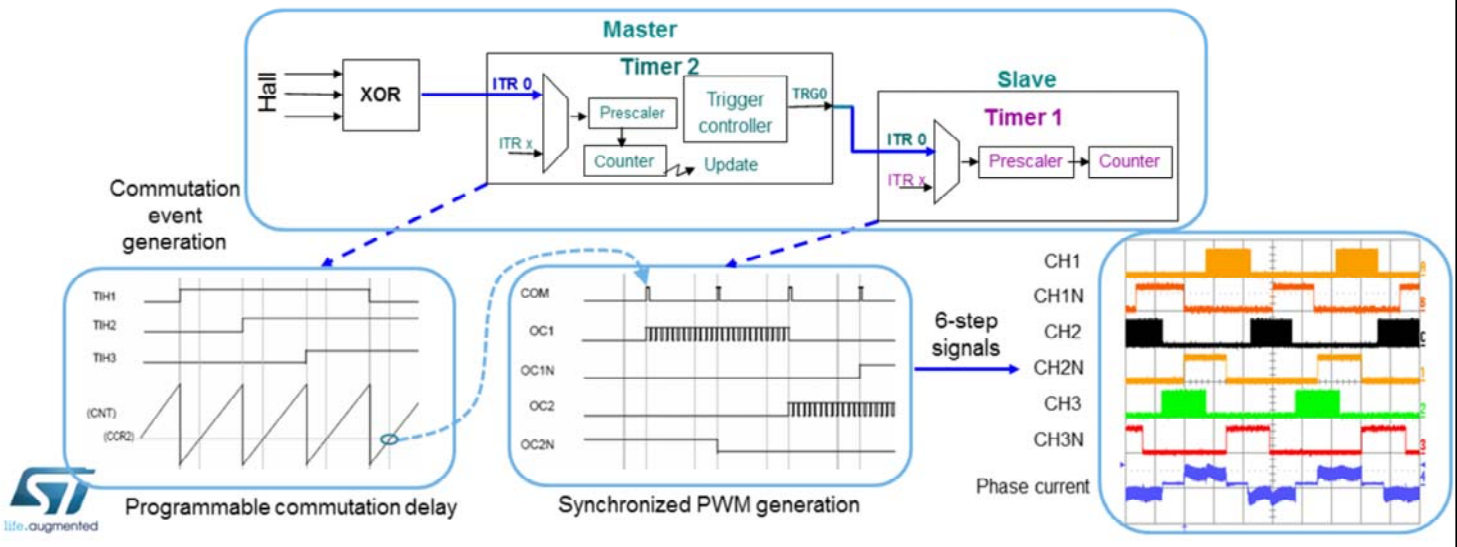 Master
Hall
XOR
Timer 2
ITR 0
ITR x
Prescaler
Counter
Update
Trigger
controller
TRG0
Slave
Timer 1
ITR 0
ITR x
Prescaler
Counter
Commutation
event
generation
TIH1
TIH2
TIH3
(CNT)
(CCR2)
Programmable commutation delay
COM
OC1
OC1N
OC2
OC2N
Synchronized PWM generation
6-step
signals
CH1
CH1N
CH2
CH2N
CH3
CH3N
Phase current
ST
life.augmented